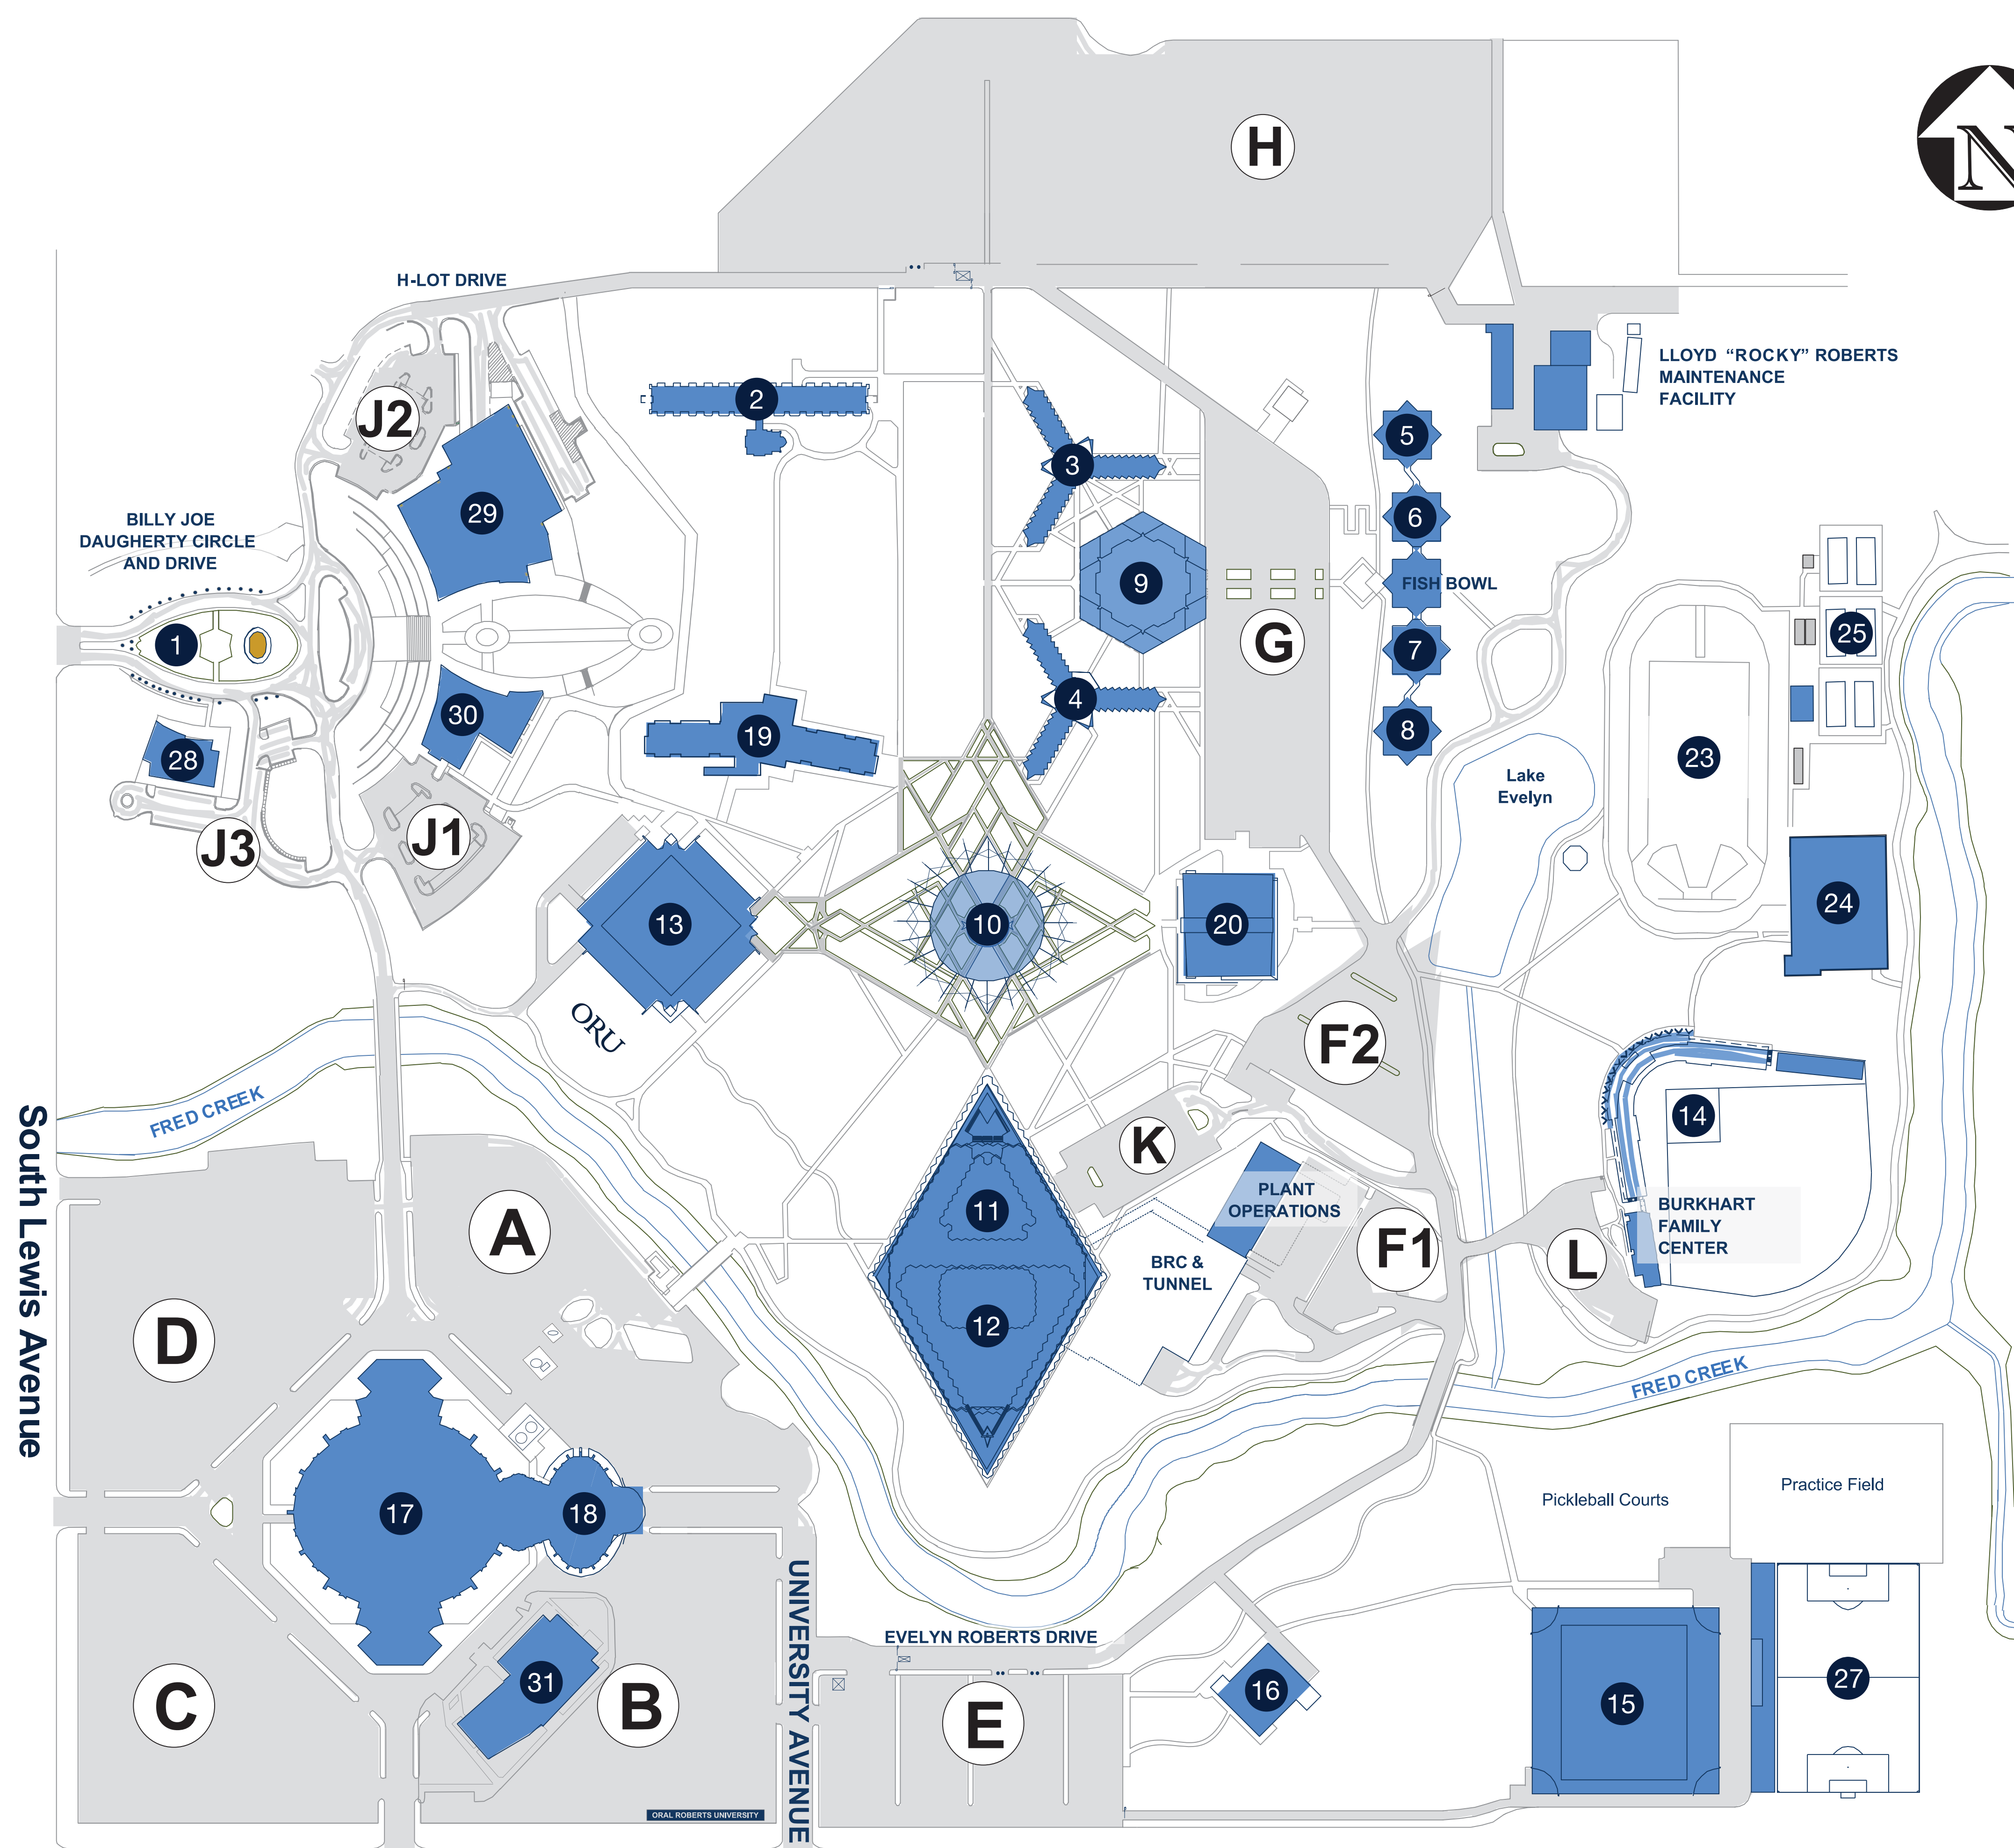 H
N
H-LOT DRIVE
LLOYD “ROCKY” ROBERTS
MAINTENANCE
FACILITY
J2
2
5
3
29
6
BILLY JOE
DAUGHERTY CIRCLE
AND DRIVE
9
FISH BOWL
1
G
7
25
30
4
8
28
19
23
Lake
Evelyn
J3
J1
13
10
20
24
ORU
F2
FRED CREEK
14
K
South Lewis Avenue
11
PLANT
OPERATIONS
BURKHART
FAMILY
CENTER
A
F1
L
BRC &
TUNNEL
D
12
FRED CREEK
Pickleball Courts
Practice Field
17
18
UNIVERSITY AVENUE
EVELYN ROBERTS DRIVE
31
C
B
E
16
15
27
ORAL ROBERTS UNIVERSITY